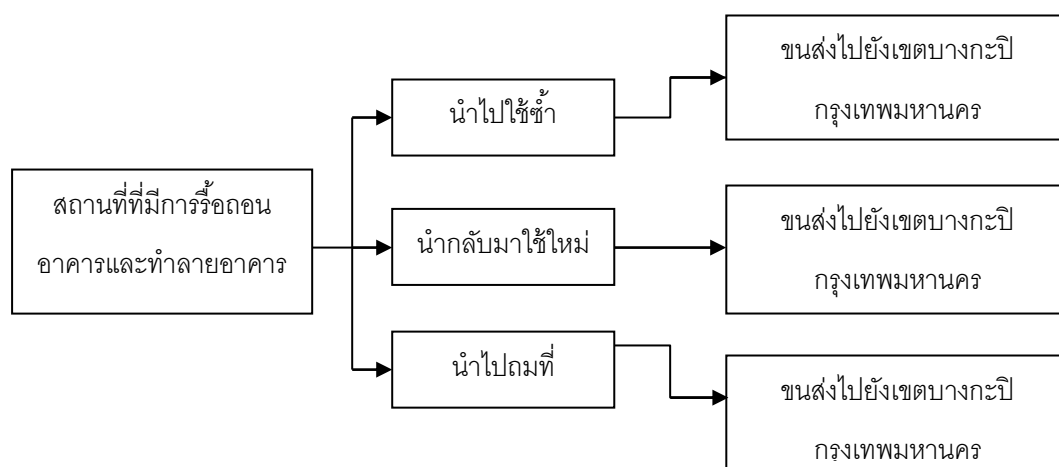 สถานที่ที่มีการรื้อถอน
อาคารและทำลายอาคาร
นำไปใช้ซ้ำ
ขนส่งไปยังเขตบางกะปิ
กรุงเทพมหานคร
นำกลับมาใช้ใหม่
ขนส่งไปยังเขตบางกะปิ
กรุงเทพมหานคร
นำไปถมที่
ขนส่งไปยังเขตบางกะปิ
กรุงเทพมหานคร